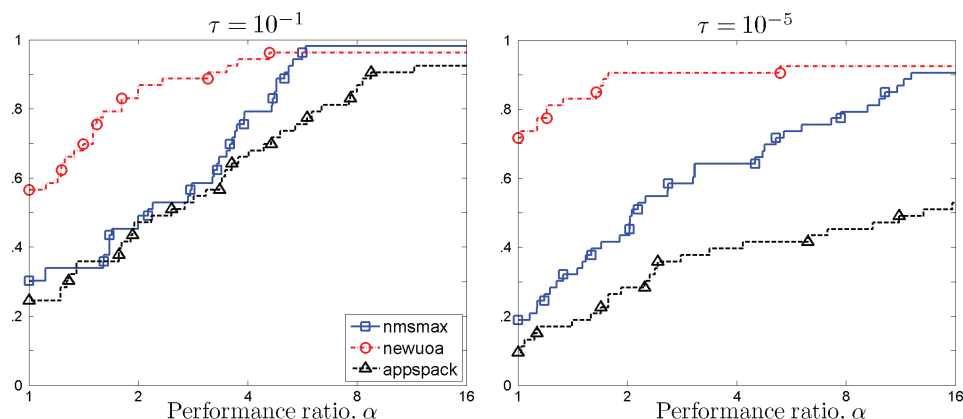 τ = 10^{-1}
1
.8
.6
.4
.2
0
nmsmax
newuoa
appspack
1 2 4 8 16
Performance ratio, α
τ = 10^{-5}
1
.8
.6
.4
.2
0
1 2 4 8 16
Performance ratio, α